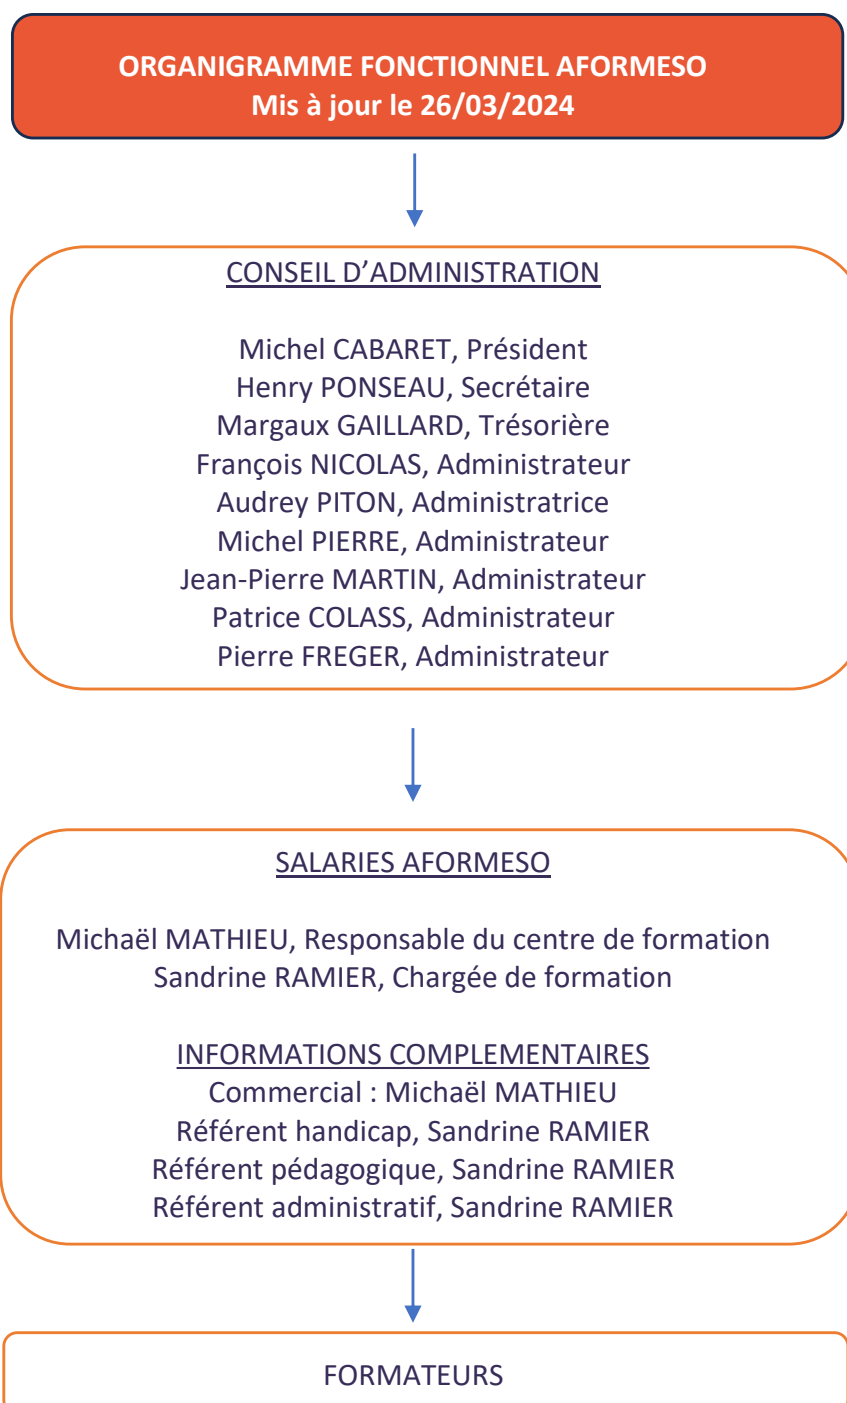 ORGANIGRAMME FONCTIONNEL AFORMESO
Mis à jour le 26/03/2024
CONSEIL D’ADMINISTRATION
Michel CABARET, Président
Henry PONSEAU, Secrétaire
Margaux GAILLARD, Trésorière
François NICOLAS, Administrateur
Audrey PITON, Administratrice
Michel PIERRE, Administrateur
Jean-Pierre MARTIN, Administrateur
Patrice COLASS, Administrateur
Pierre FREGER, Administrateur
SALARIES AFORMESO
Michaël MATHIEU, Responsable du centre de formation
Sandrine RAMIER, Chargée de formation
INFORMATIONS COMPLEMENTAIRES
Commercial : Michaël MATHIEU
Référent handicap, Sandrine RAMIER
Référent pédagogique, Sandrine RAMIER
Référent administratif, Sandrine RAMIER
FORMATEURS